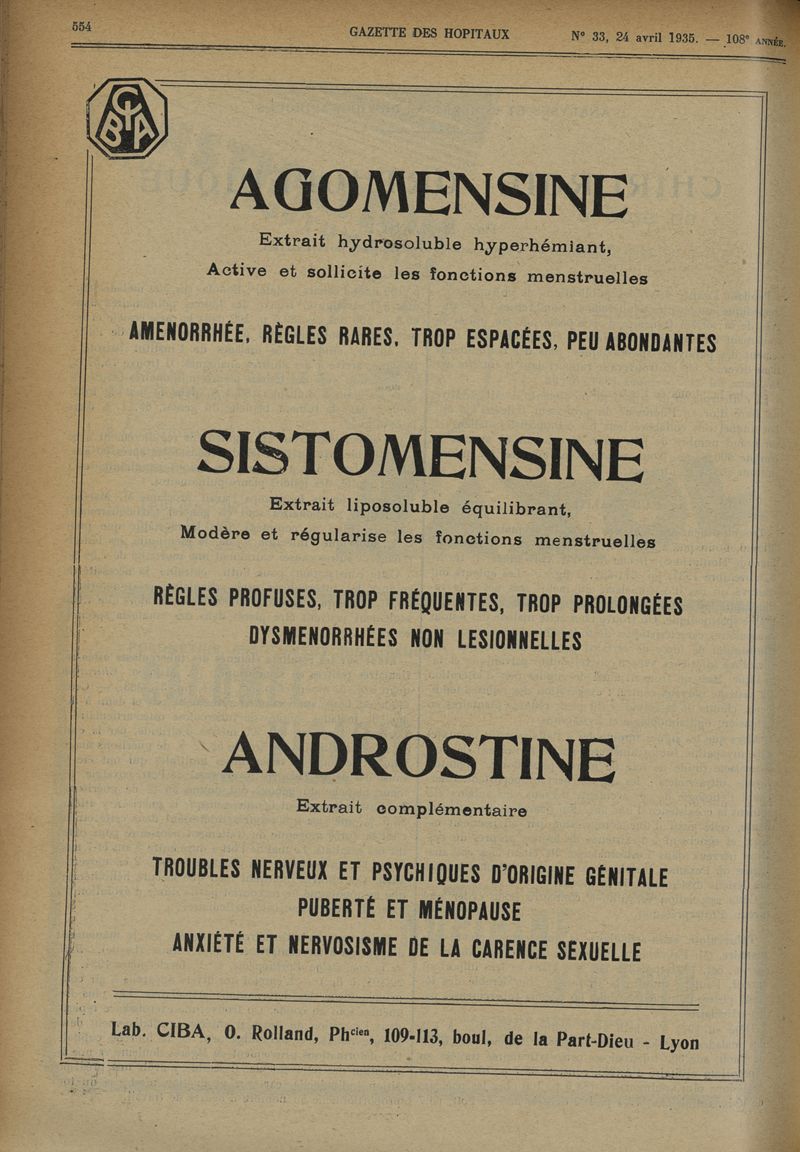 554
GAZETTE DES HOPITAUX
N° 33, 24 avril 1935. — 108e ANNÉE.
CIBA
AGOMENSINE
Extrait hydrosoluble hyperhémiant,
Active et sollicite les fonctions menstruelles
AMENORRHÉE, RÈGLES RARES, TROP ESPACÉES, PEU ABONDANTES
SISTOMENSINE
Extrait liposoluble équilibrant,
Modère et régularise les fonctions menstruelles
RÈGLES PROFUSES, TROP FRÉQUENTES, TROP PROLONGÉES
DYSMENORRHÉES NON LESIONNELLES
ANDROSTINE
Extrait complémentaire
TROUBLES NERVEUX ET PSYCHIQUES D'ORIGINE GÉNITALE
PUBERTÉ ET MÉNOPAUSE
ANXIÉTÉ ET NERVOSISME DE LA CARENCE SEXUELLE
Lab. CIBA, O. Rolland, Phcien, 109-113, boul, de la Part-Dieu - Lyon